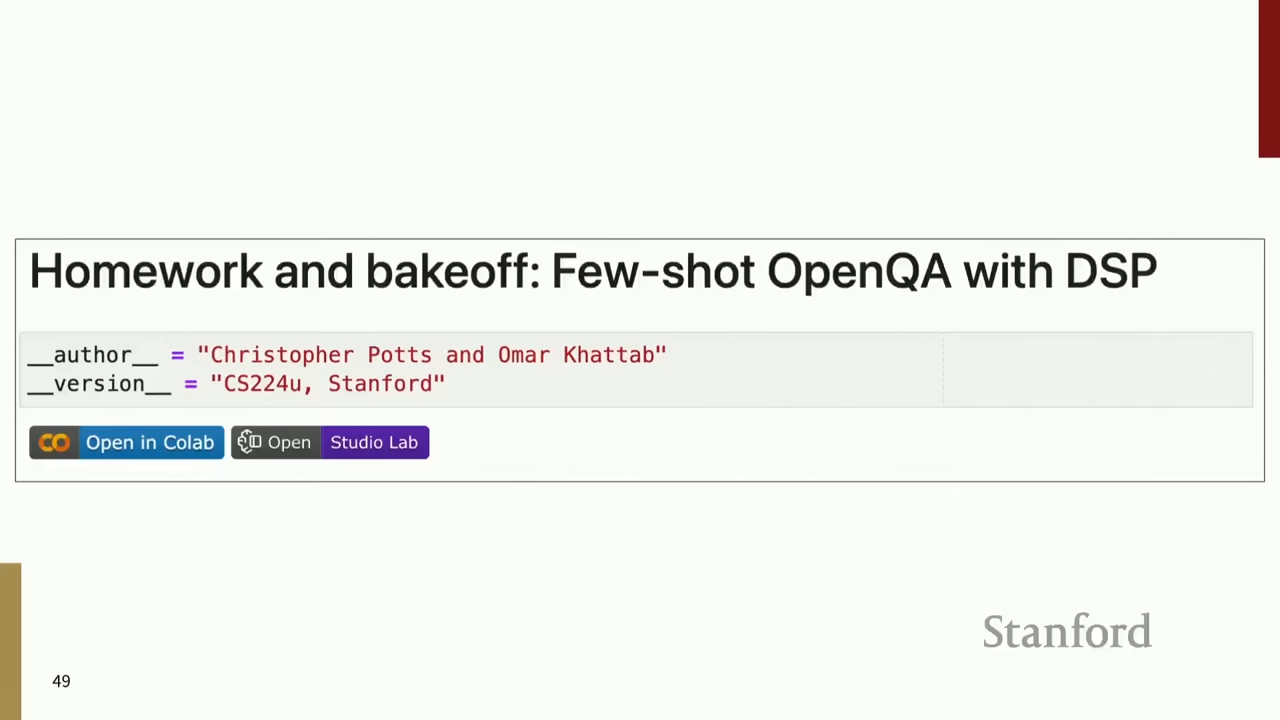 Homework and bakeoff: Few-shot OpenQA with DSP
__author__ = "Christopher Potts and Omar Khattab"
__version__ = "CS224u, Stanford"
Open in Colab Open Studio Lab
Stanford
49